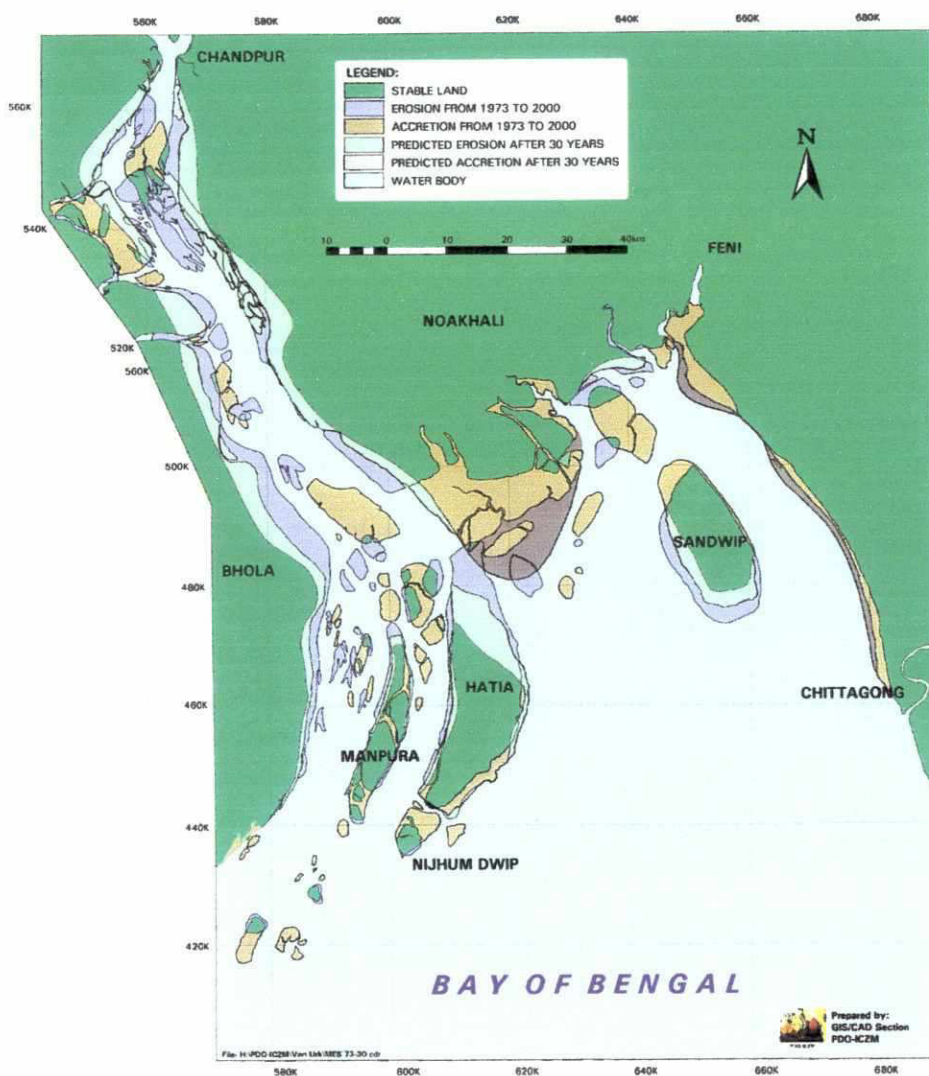 580K 580K 600K 620K 640K 660K 680K
CHANDPUR
LEGEND:
STABLE LAND
EROSION FROM 1973 TO 2000
ACCRETION FROM 1973 TO 2000
PREDICTED EROSION AFTER 30 YEARS
PREDICTED ACCRETION AFTER 30 YEARS
WATER BODY
560K
N
540K
10 0 10 20 30 40km
FENI
NOAKHALI
520K
560K
500K
SANDWIP
BHOLA
480K
HATIA
CHITTAGONG
460K
MANPURA
440K
NIJHUM DWIP
420K
BAY OF BENGAL
Prepared by:
GIS/CAD Section
PDO-ICZM
580K 600K 620K 640K 660K 680K